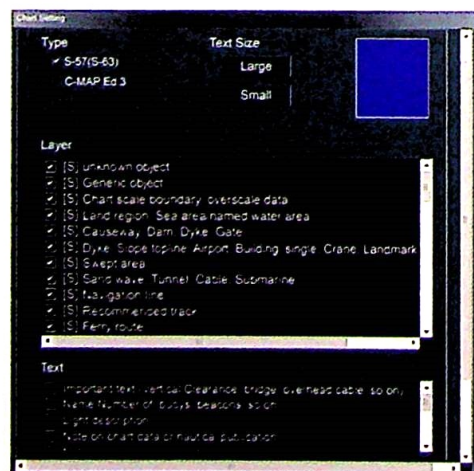 Chart Setting
Type
Text Size
S-57(S-63)
Large
C-MAP Ed.3
Small
Layer
[S] unknown object
[S] Generic object
[S] Chart scale boundary, overscale data
[S] Land region, Sea area,named water area
[S] Causeway, Dam, Dyke, Gate
[S] Dyke, Slope topline, Airport, Building, single, Crane, Landmark
[S] Swept area
[S] Sand wave, Tunnel, Cable, Submarine
[S] Navigation line
[S] Recommended track
[S] Ferry route
Text
Important text(Vertical Clearance, bridge, overhead cable, so on)
Name Number of buoys, beacons, so on
Light description
Note on chart data or nautical publication